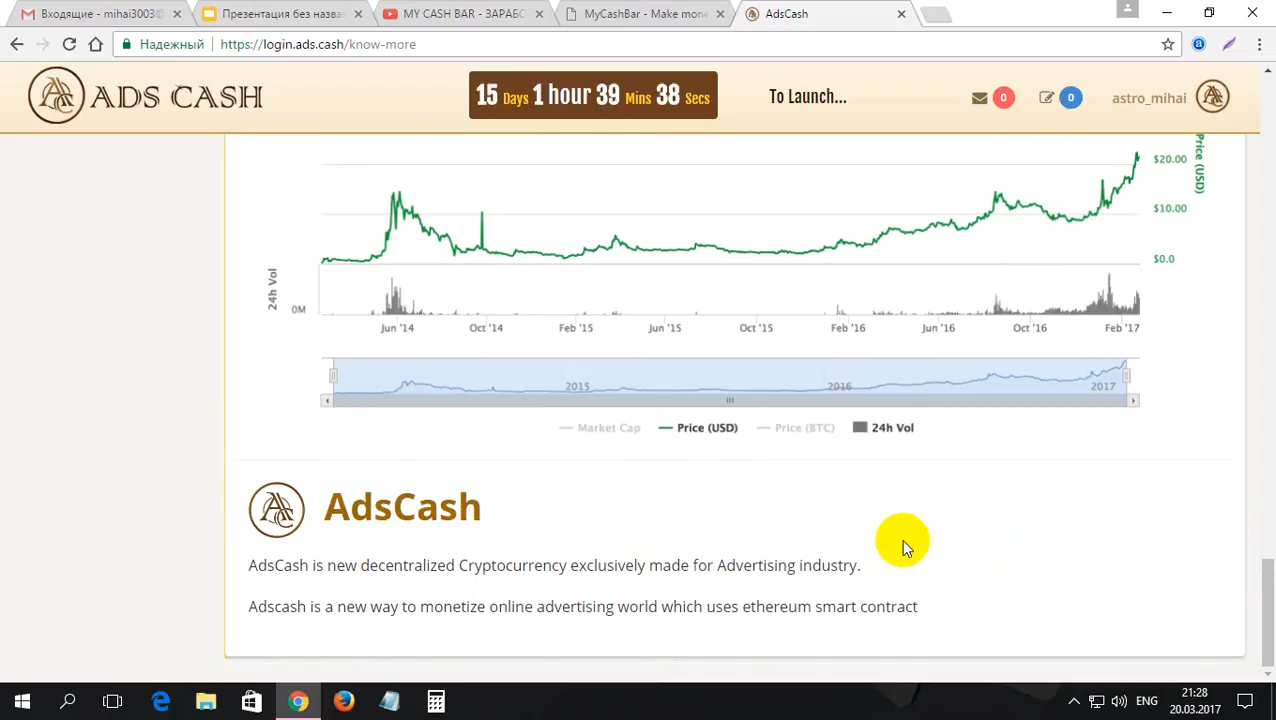 Входящие - mihai3003@
Презентация без назва
MY CASH BAR - ЗАРАБО
MyCashBar - Make mone
AdsCash
Надежный
https://login.ads.cash/know-more
ADS CASH
15 Days 1 hour 39 Mins 38 Secs
To Launch...
0
0
astro_mihai
$20.00
$10.00
$0.0
Price (USD)
24h Vol
0M
Jun '14
Oct '14
Feb '15
Jun '15
Oct '15
Feb '16
Jun '16
Oct '16
Feb '17
2015
2016
2017
Market Cap
Price (USD)
Price (BTC)
24h Vol
AdsCash
AdsCash is new decentralized Cryptocurrency exclusively made for Advertising industry.
Adscash is a new way to monetize online advertising world which uses ethereum smart contract
ENG
21:28
20.03.2017